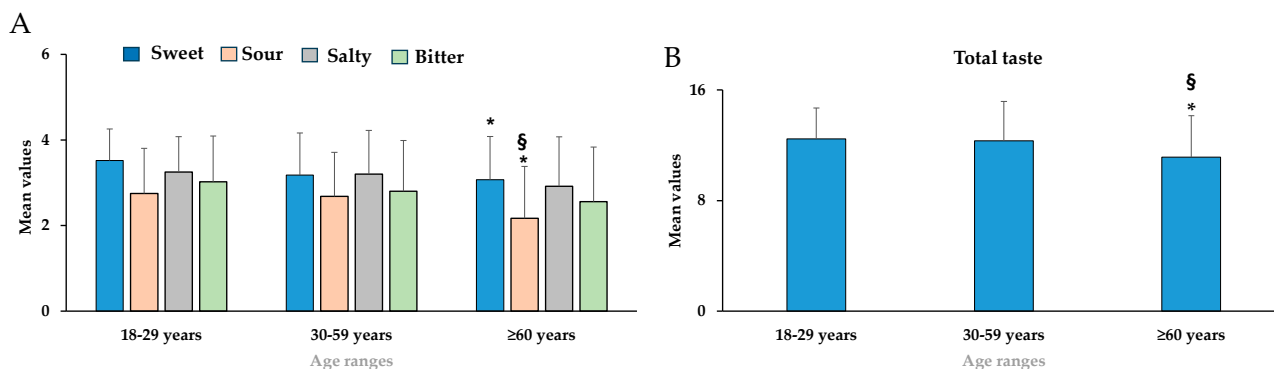 A
Sweet Sour Salty Bitter
6
4
2
0
Mean values
* § *
18-29 years 30-59 years ≥60 years
Age ranges
B
Total taste
16
8
0
Mean values
§
*
18-29 years 30-59 years ≥60 years
Age ranges